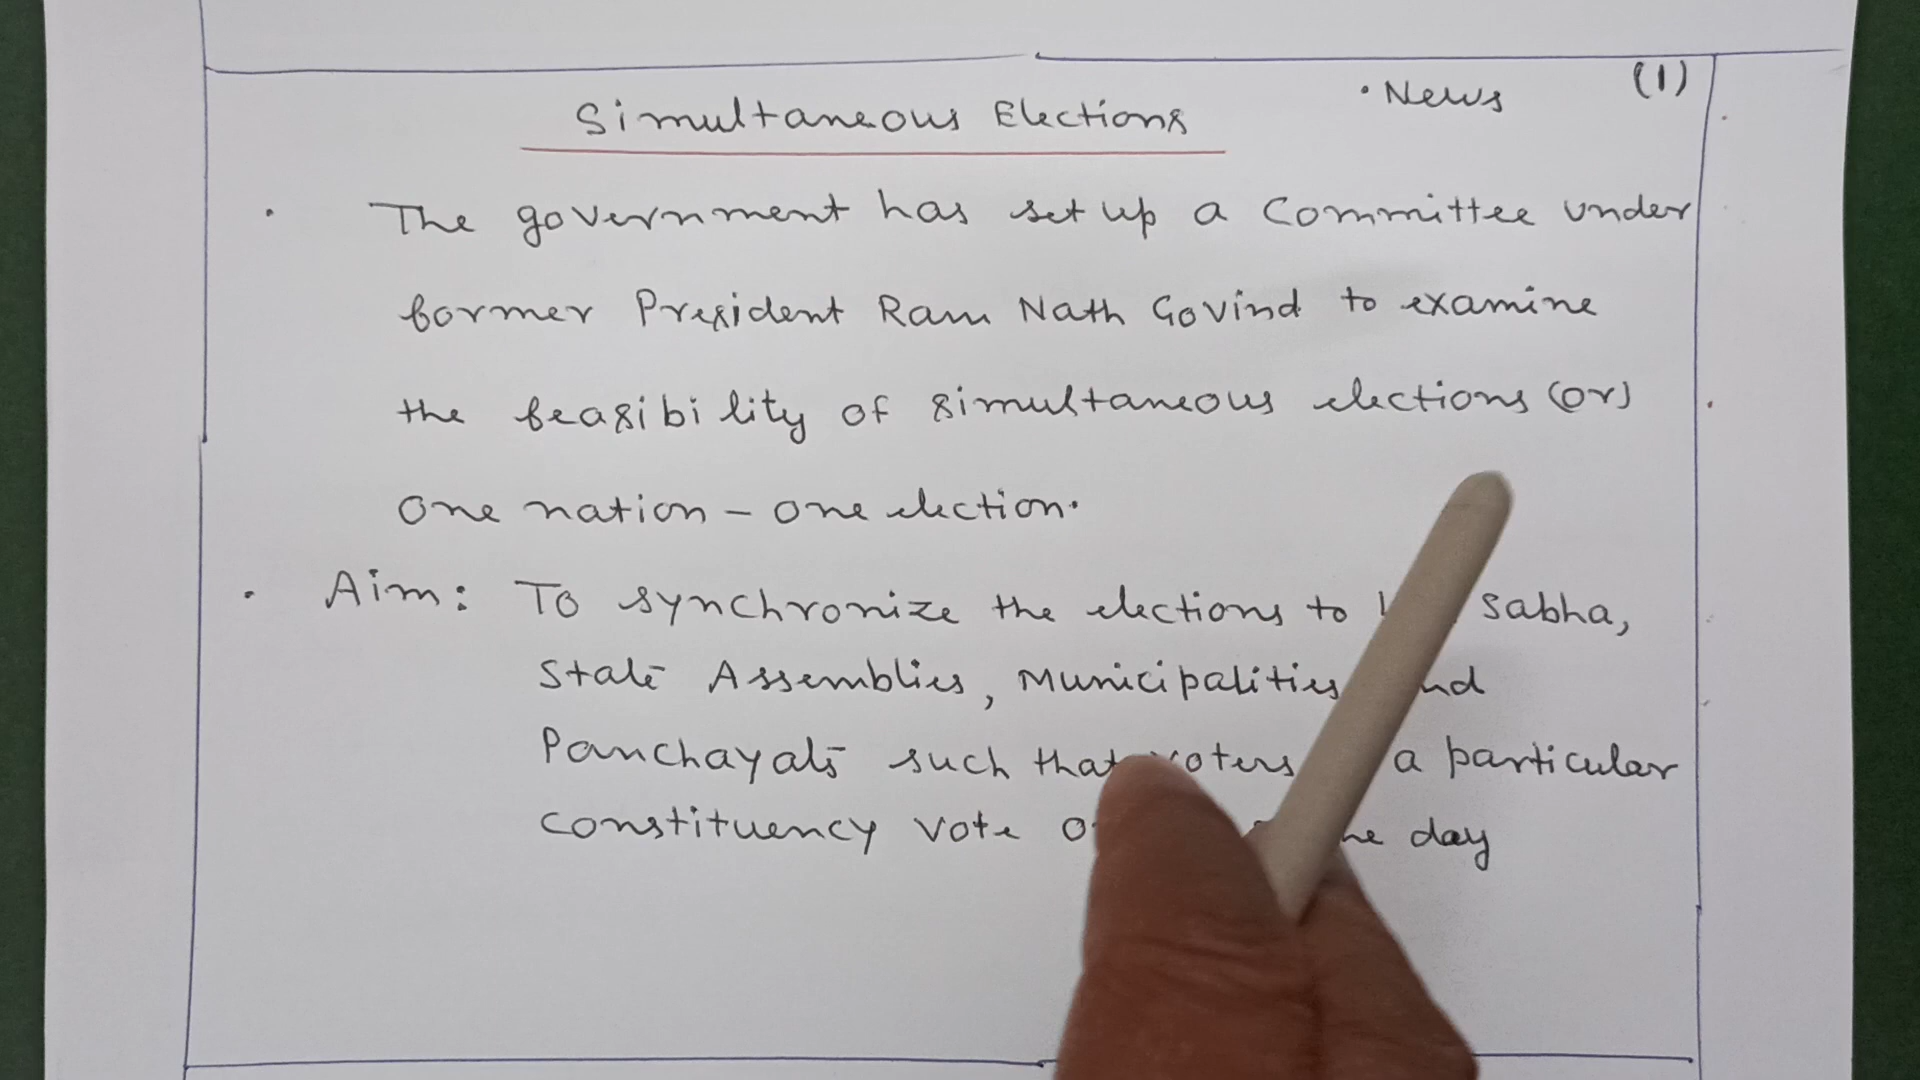 • News (1)
Simultaneous Elections
• The government has set up a Committee under
former President Ram Nath Govind to examine
the feasibility of simultaneous elections (or)
one nation – one election.
• Aim: To synchronize the elections to Sabha,
State Assemblies, Municipalities
Panchayats such that voters a particular
constituency vote day